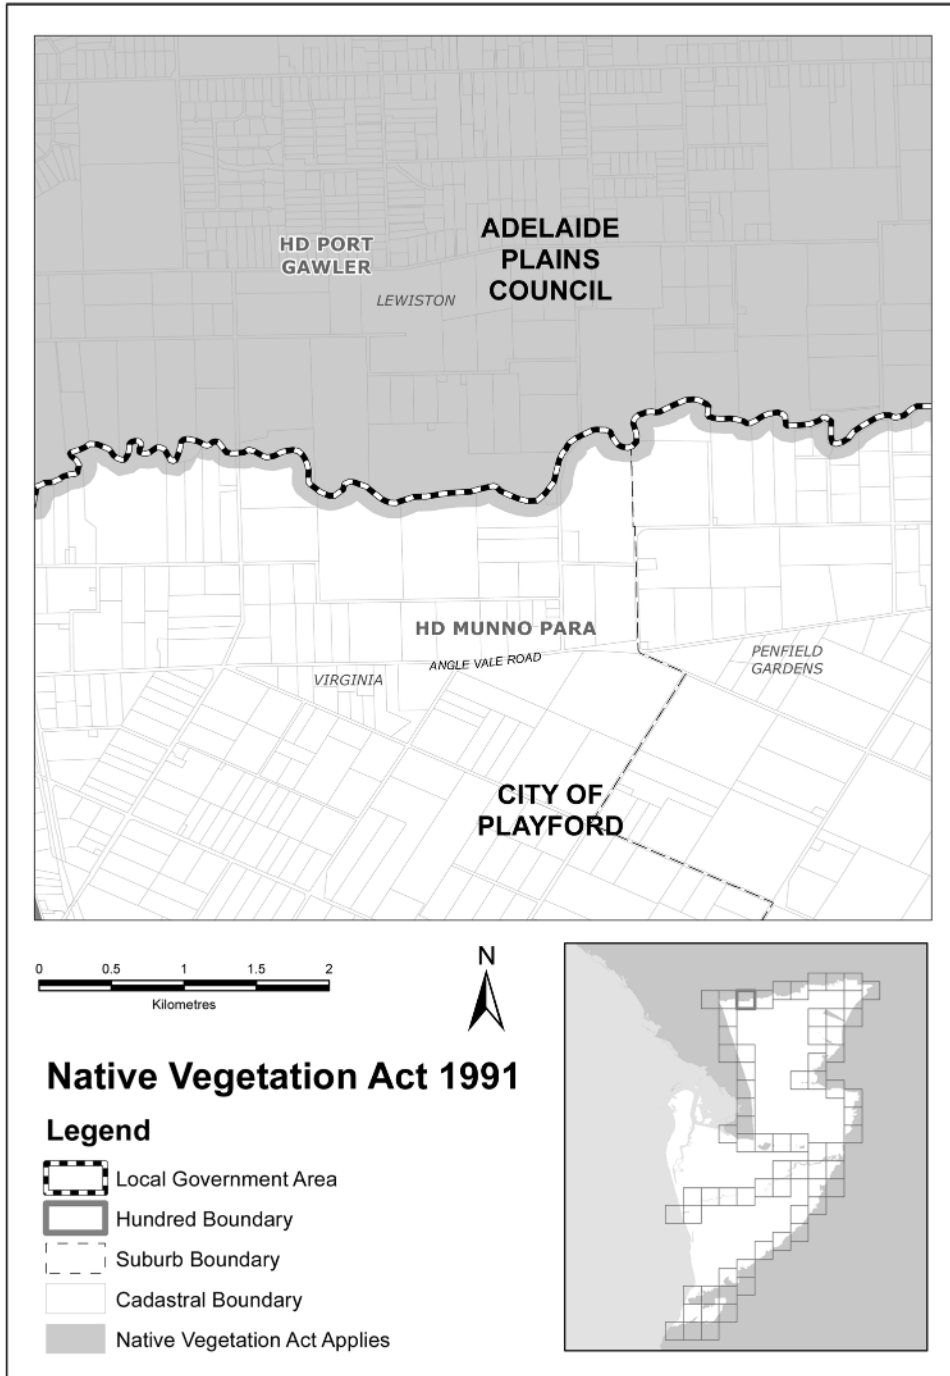 ADELAIDE
PLAINS
COUNCIL
HD PORT
GAWLER
LEWISTON
HD MUNNO PARA
ANGLE VALE ROAD
PENFIELD
GARDENS
VIRGINIA
CITY OF
PLAYFORD
0 0.5 1 1.5 2
Kilometres
N
Native Vegetation Act 1991
Legend
Local Government Area
Hundred Boundary
Suburb Boundary
Cadastral Boundary
Native Vegetation Act Applies